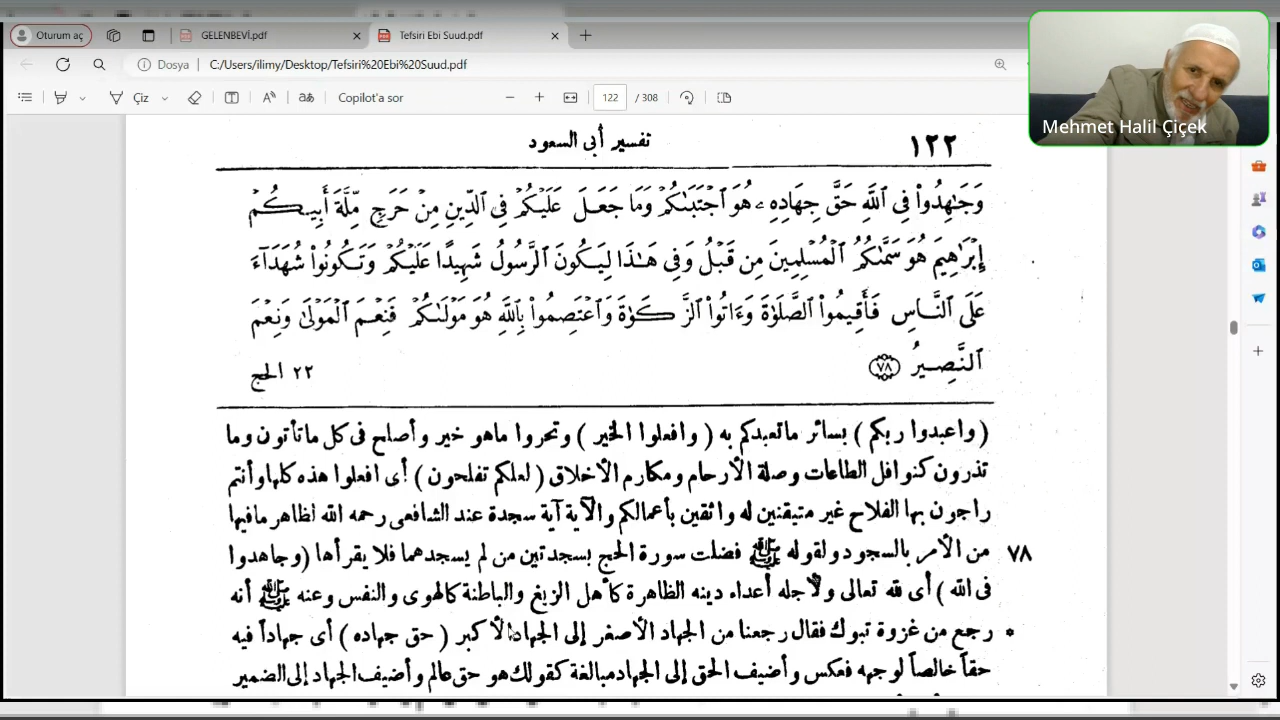 Oturum aç
GELENBEVİ.pdf
Tefsiri Ebi Suud.pdf
Dosya
C:/Users/ilimy/Desktop/Tefsiri%20Ebi%20Suud.pdf
Çiz
Copilot'a sor
122 / 308
Mehmet Halil Çiçek
١٢٢ تفسير أبى السعود
وَجَٰهِدُوا۟ فِى ٱللَّهِ حَقَّ جِهَادِهِۦ هُوَ ٱجْتَبَىٰكُمْ وَمَا جَعَلَ عَلَيْكُمْ فِى ٱلدِّينِ مِنْ حَرَجٍ مِّلَّةَ أَبِيكُمْ
إِبْرَٰهِيمَ هُوَ سَمَّىٰكُمُ ٱلْمُسْلِمِينَ مِن قَبْلُ وَفِى هَٰذَا لِيَكُونَ ٱلرَّسُولُ شَهِيدًا عَلَيْكُمْ وَتَكُونُوا۟ شُهَدَآءَ
عَلَى ٱلنَّاسِ فَأَقِيمُوا۟ ٱلصَّلَوٰةَ وَءَاتُوا۟ ٱلزَّكَوٰةَ وَٱعْتَصِمُوا۟ بِٱللَّهِ هُوَ مَوْلَىٰكُمْ فَنِعْمَ ٱلْمَوْلَىٰ وَنِعْمَ
ٱلنَّصِيرُ ٧٨ ٢٢ الحج
(واعبدوا ربكم) بسائر ما تعبدكم به (وافعلوا الخير) وتحروا ما هو خير وأصلح فى كل ما تأتون وما
تذرون كنوافل الطاعات وصلة الأرحام ومكارم الأخلاق (لعلكم تفلحون) أى افعلوا هذه كلها وأنتم
راجون بها الفلاح غير متيقنين له واثقين بأعمالكم والآية آية سجدة عند الشافعى رحمه الله لظاهر ما فيها
٧٨ من الأمر بالسجود ولقوله ﷺ فضلت سورة الحج بسجدتين من لم يسجدهما فلا يقرأها (وجاهدوا
فى الله) أى لله تعالى ولأجله أعداء دينه الظاهرة كأهل الزيغ والباطنة كالهوى والنفس وعنه ﷺ أنه
* رجع من غزوة تبوك فقال رجعنا من الجهاد الأصغر إلى الجهاد الأكبر (حق جهاده) أى جهاداً فيه
حقاً خالصاً لوجهه فعكس وأضيف الحق إلى الجهاد مبالغة كقولك هو حق عالم وأضيف الجهاد إلى الضمير